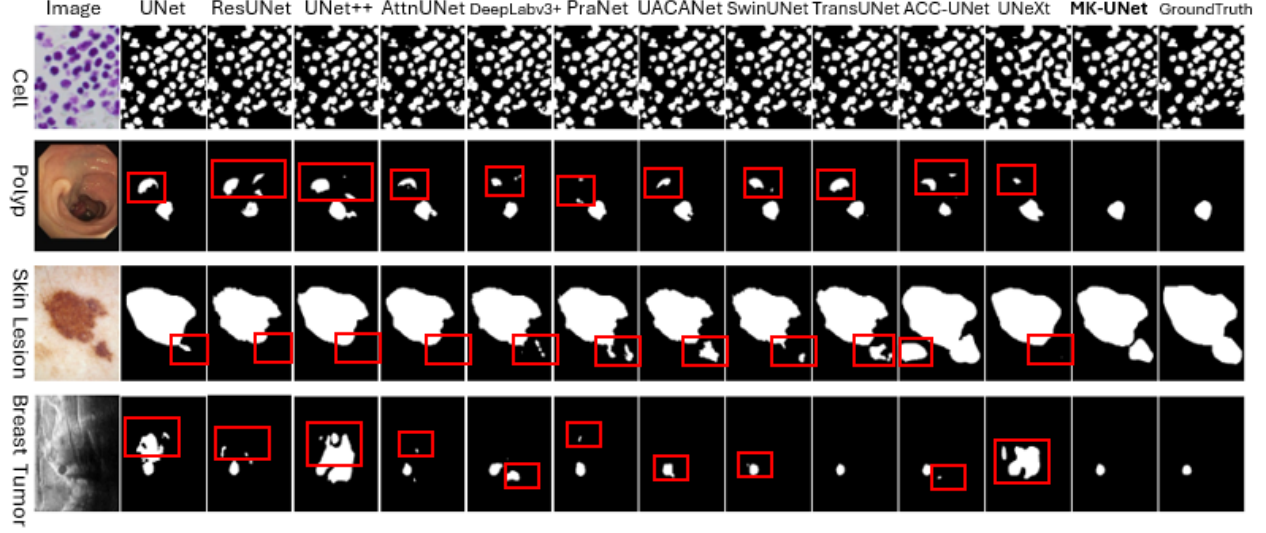 Image UNet ResUNet UNet++ AttnUNet DeepLabv3+ PraNet UACANet SwinUNet TransUNet ACC-UNet UNeXt MK-UNet GroundTruth
Cell
Polyp
Skin Lesion
Breast Tumor